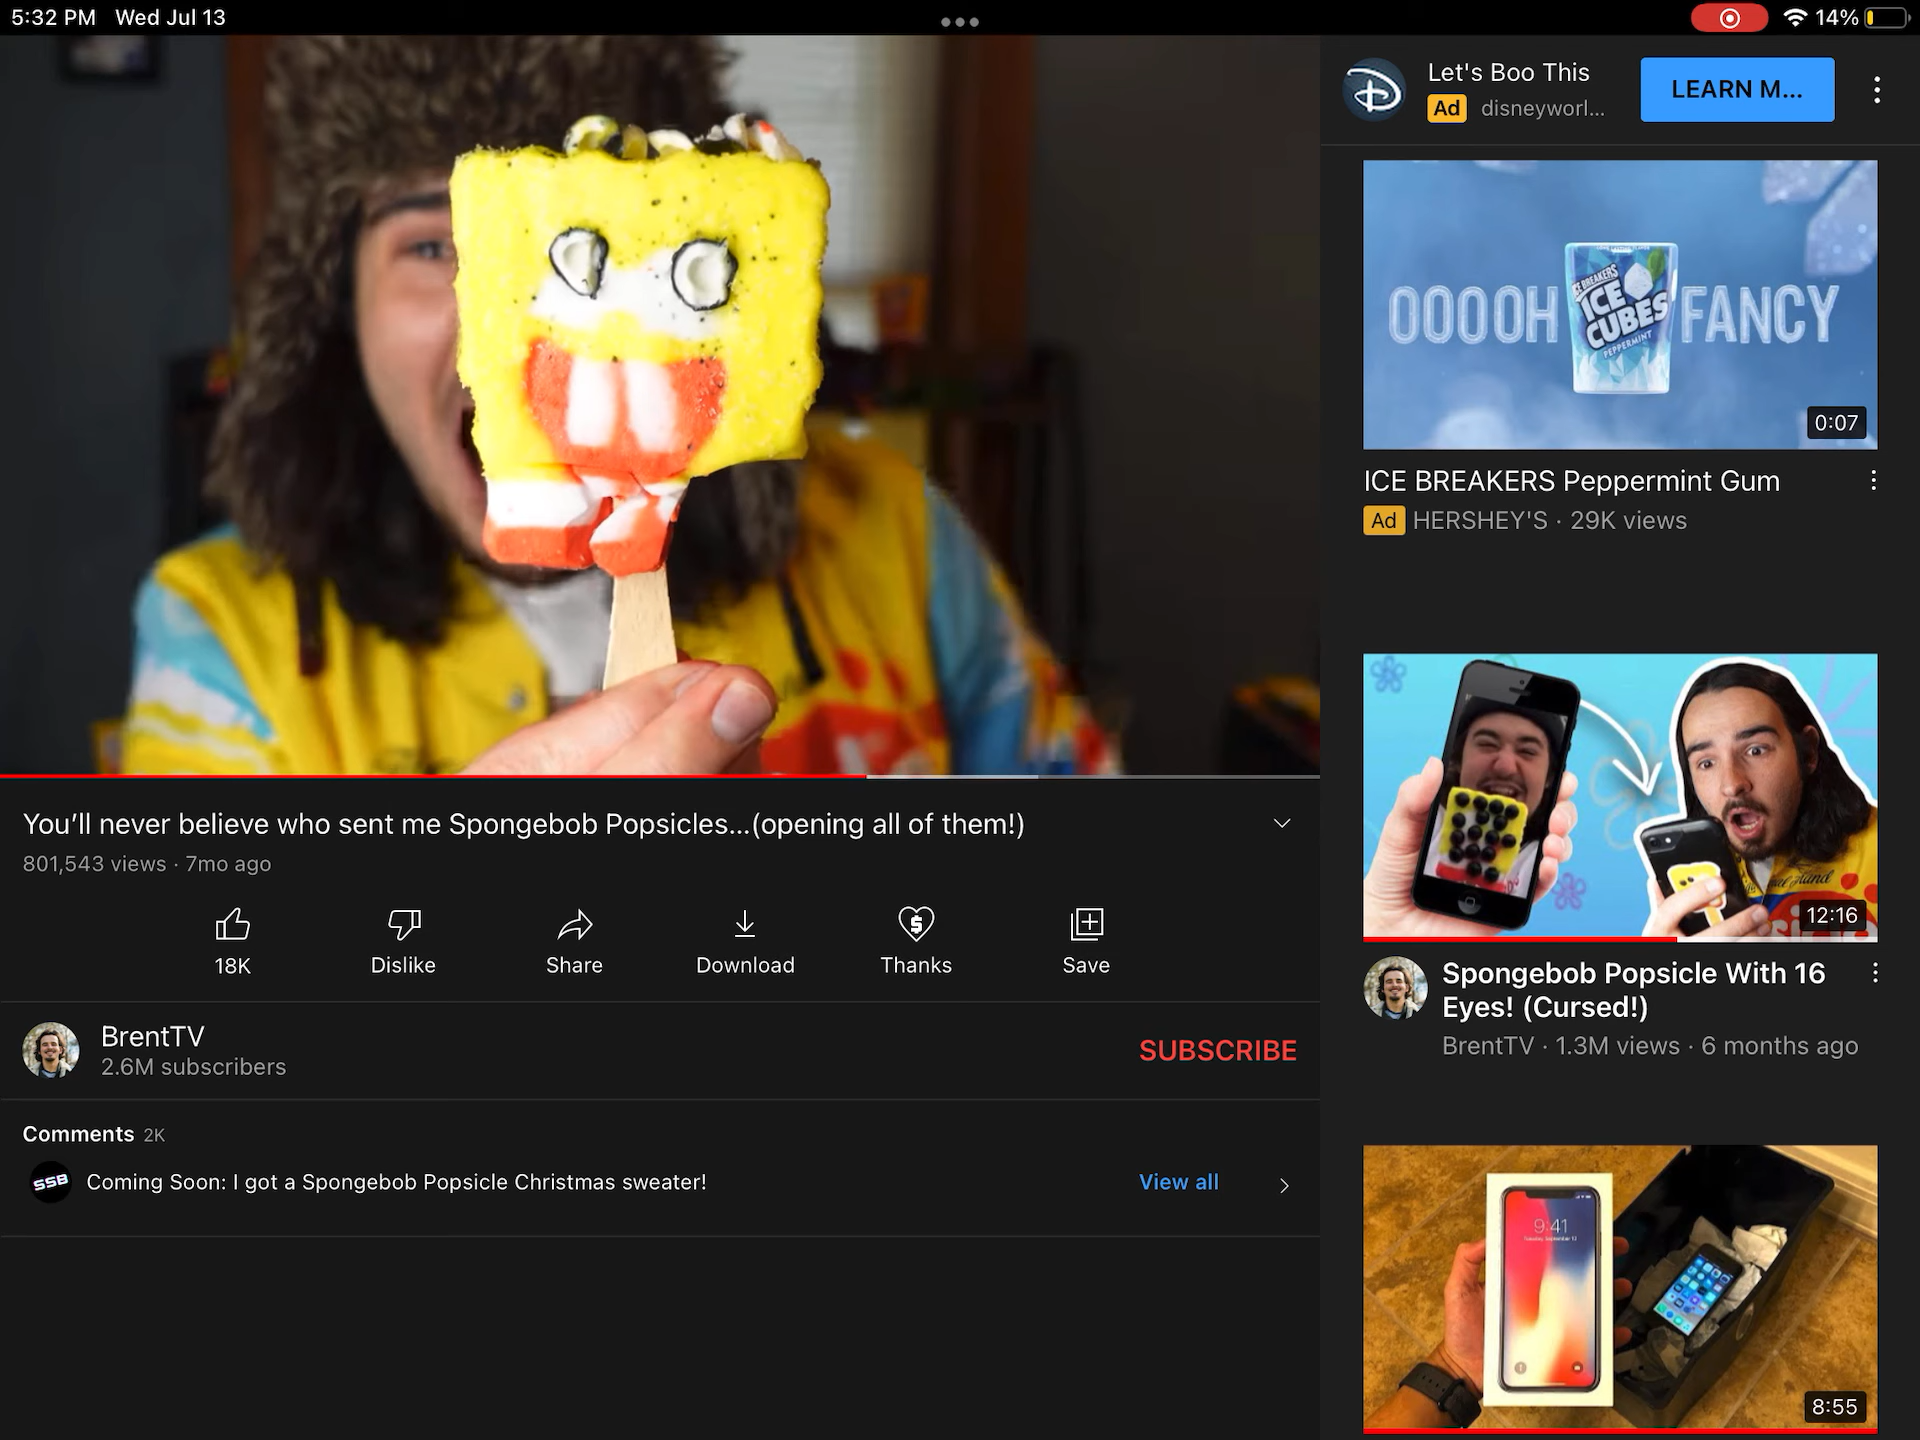 5:32 PM Wed Jul 13
14%
Let's Boo This
Ad disneyworl...
LEARN M...
OOOOH FANCY
ICE BREAKERS
ICE CUBES
PEPPERMINT
0:07
ICE BREAKERS Peppermint Gum
Ad HERSHEY'S · 29K views
You’ll never believe who sent me Spongebob Popsicles...(opening all of them!)
801,543 views · 7mo ago
18K
Dislike
Share
Download
Thanks
Save
BrentTV
2.6M subscribers
SUBSCRIBE
Comments 2K
SSB
Coming Soon: I got a Spongebob Popsicle Christmas sweater!
View all
12:16
Spongebob Popsicle With 16
Eyes! (Cursed!)
BrentTV · 1.3M views · 6 months ago
9:41
8:55